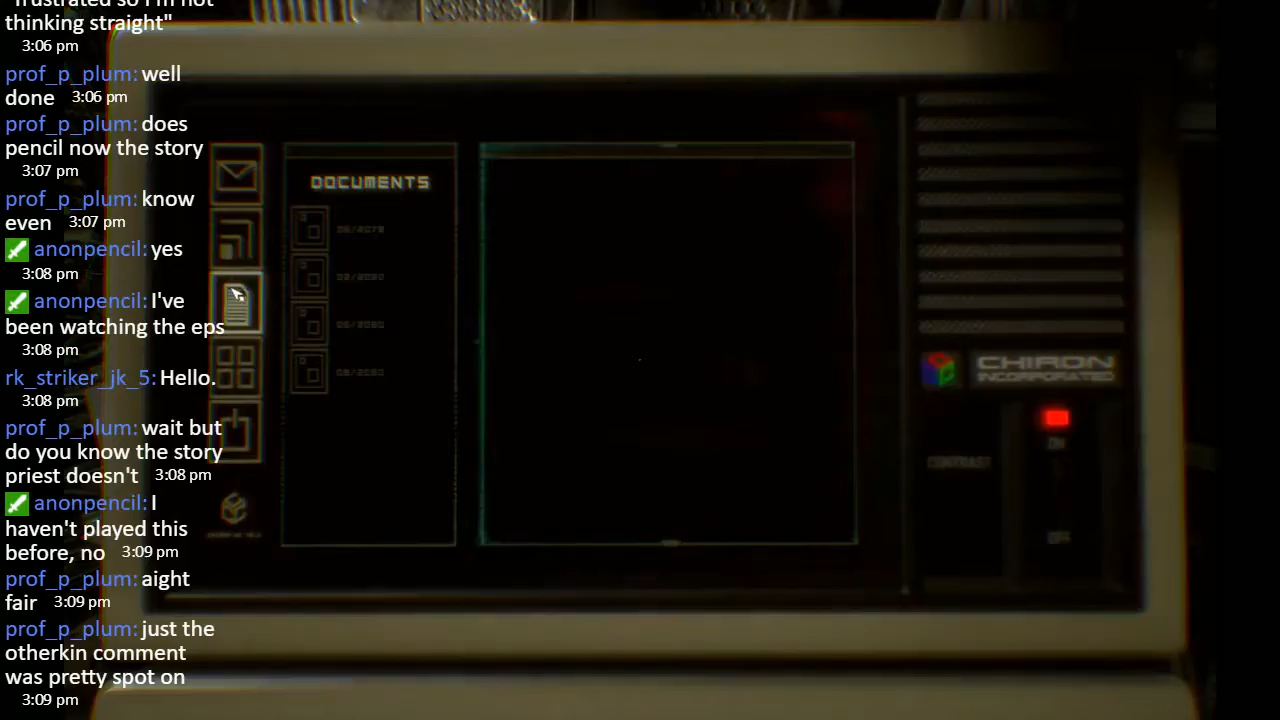 "frustrated so I'm not
thinking straight"
3:06 pm
prof_p_plum: well
done 3:06 pm
prof_p_plum: does
pencil now the story
3:07 pm
prof_p_plum: know
even 3:07 pm
anonpencil: yes
3:08 pm
anonpencil: I've
been watching the eps
3:08 pm
rk_striker_jk_5: Hello.
3:08 pm
prof_p_plum: wait but
do you know the story
priest doesn't 3:08 pm
anonpencil: I
haven't played this
before, no 3:09 pm
prof_p_plum: aight
fair 3:09 pm
prof_p_plum: just the
otherkin comment
was pretty spot on
3:09 pm
DOCUMENTS
CHIRON
INCORPORATED
ON
CONTRAST
OFF